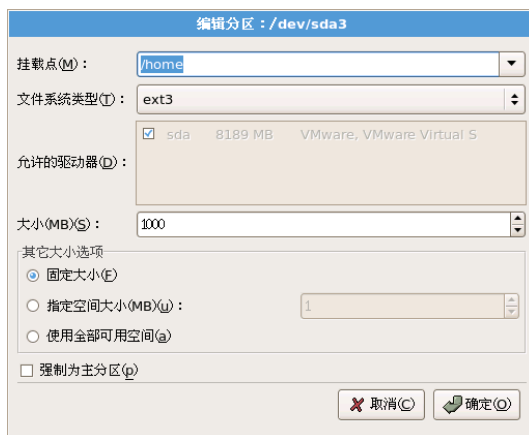 编辑分区：/dev/sda3
挂载点(M)： /home
文件系统类型(T)： ext3
sda 8189 MB VMware, VMware Virtual S
允许的驱动器(D)：
大小(MB)(S)： 1000
其它大小选项
固定大小(F)
指定空间大小(MB)(u)： 1
使用全部可用空间(a)
强制为主分区(p)
取消(C) 确定(O)